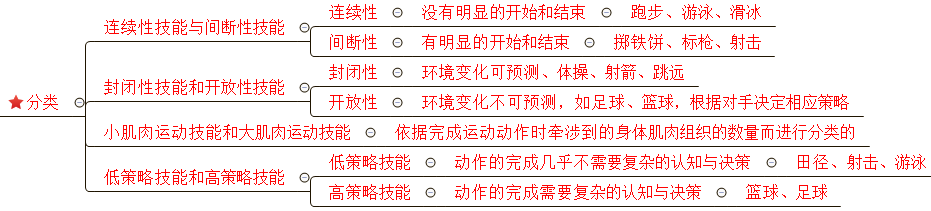 分类
连续性技能与间断性技能
连续性 没有明显的开始和结束 跑步、游泳、滑冰
间断性 有明显的开始和结束 掷铁饼、标枪、射击
封闭性技能和开放性技能
封闭性 环境变化可预测、体操、射箭、跳远
开放性 环境变化不可预测，如足球、篮球，根据对手决定相应策略
小肌肉运动技能和大肌肉运动技能 依据完成运动动作时牵涉到的身体肌肉组织的数量而进行分类的
低策略技能和高策略技能
低策略技能 动作的完成几乎不需要复杂的认知与决策 田径、射击、游泳
高策略技能 动作的完成需要复杂的认知与决策 篮球、足球